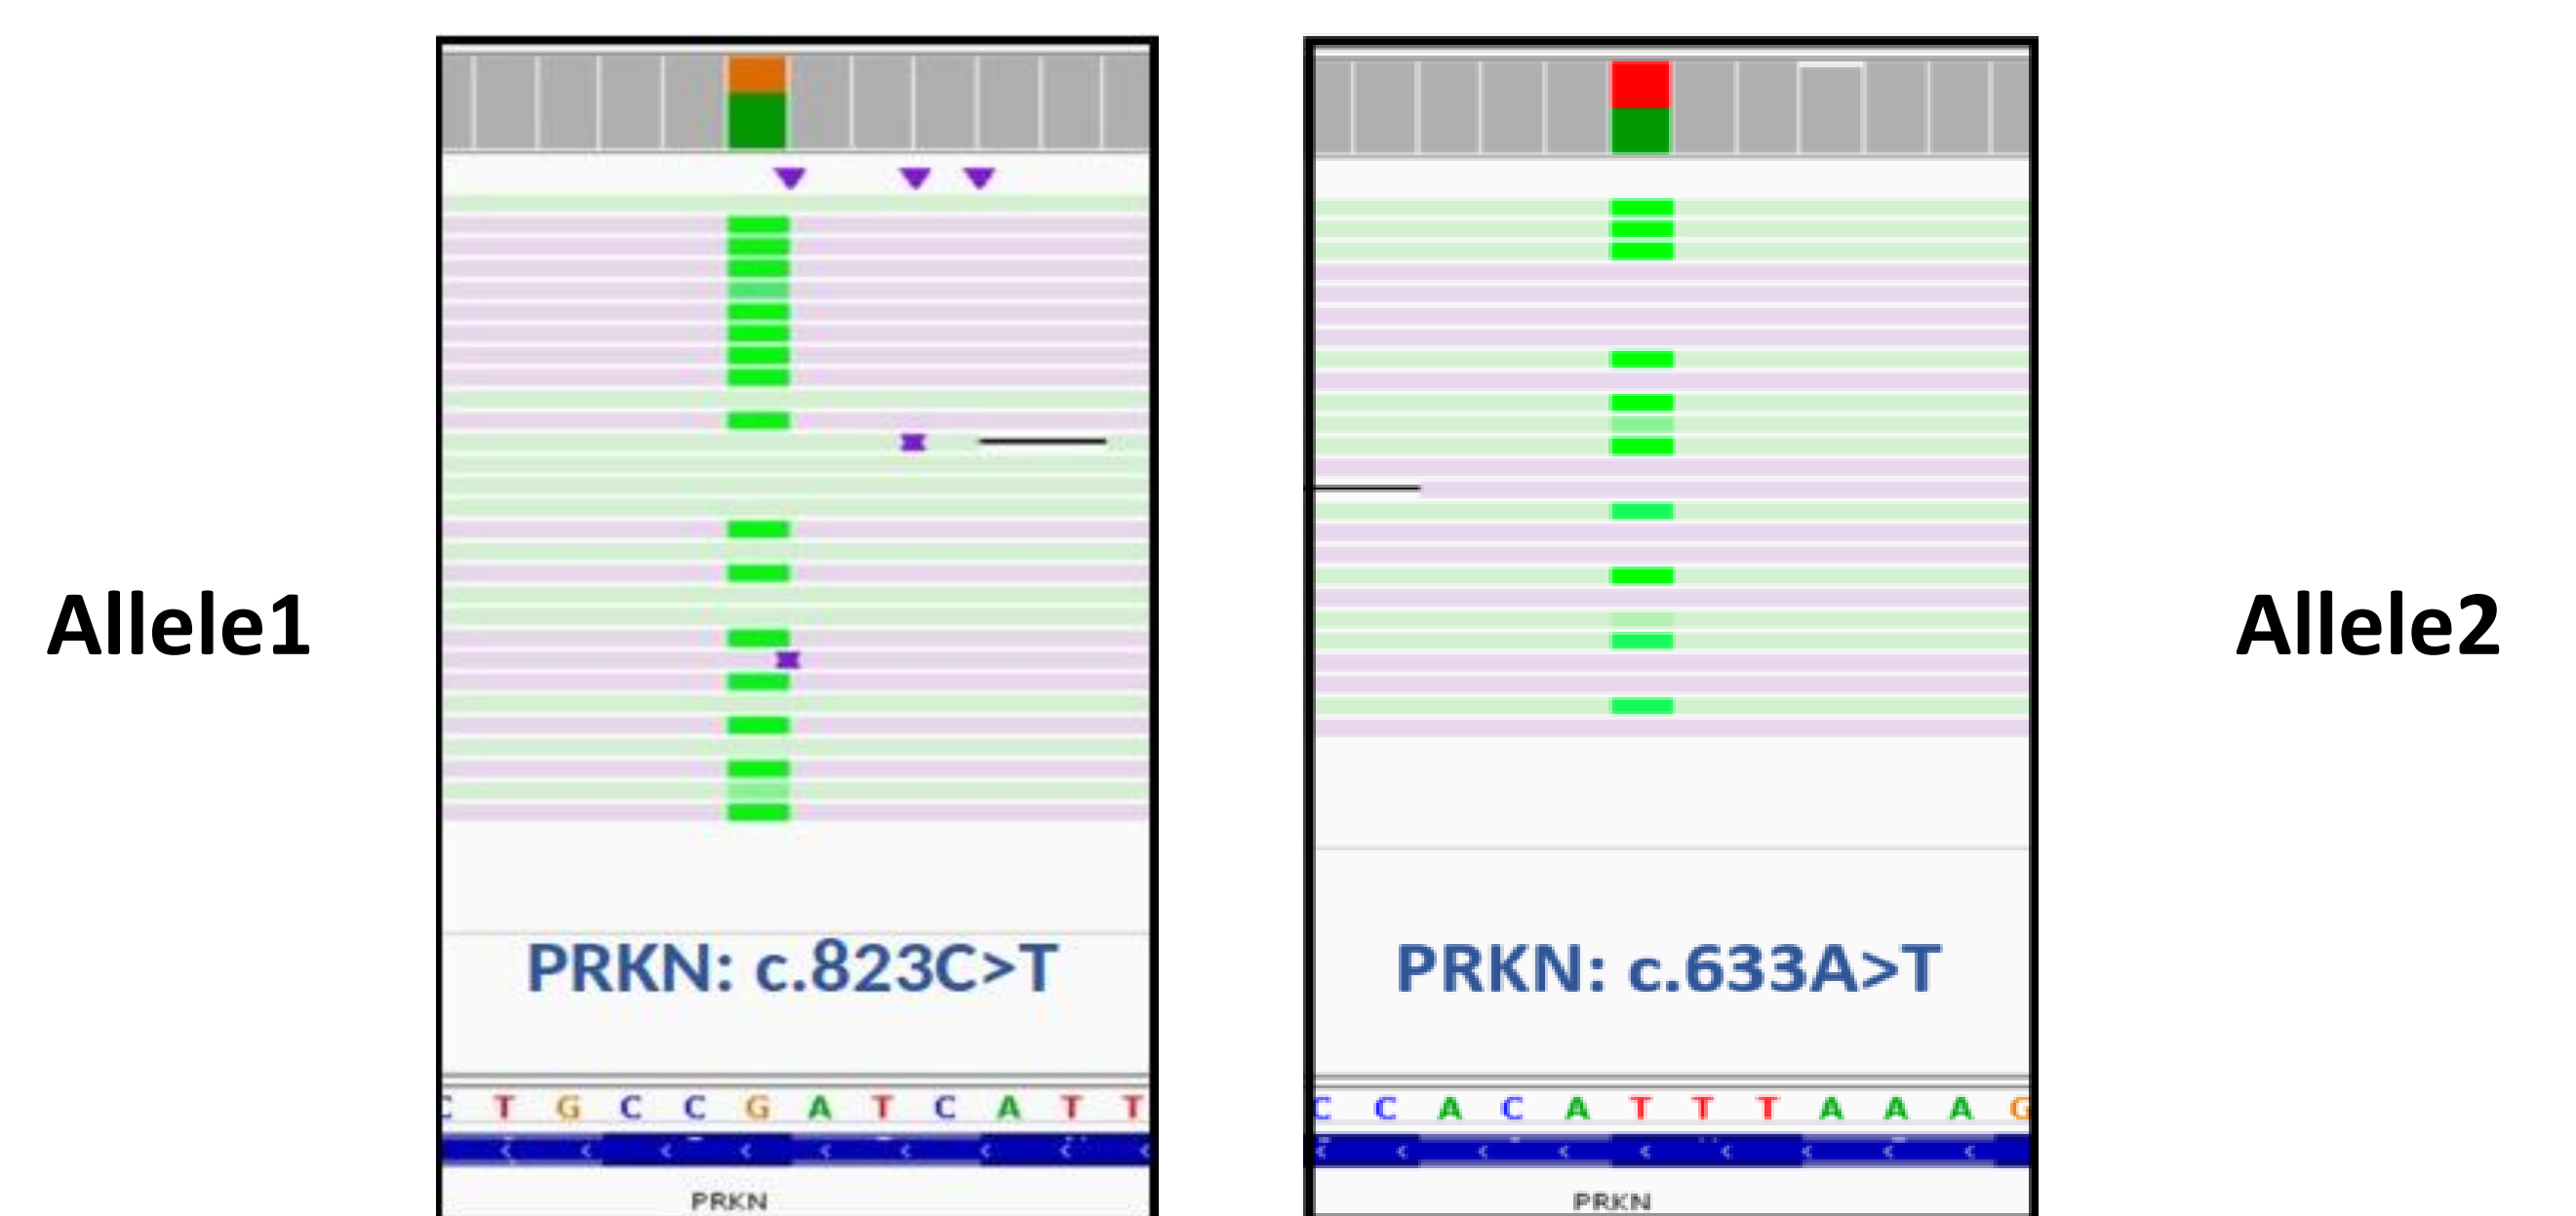 Allele1
Allele2
PRKN: c.823C>T
PRKN: c.633A>T
C T G C C G A T C A T T
C C A C A T T T A A A G
PRKN
PRKN